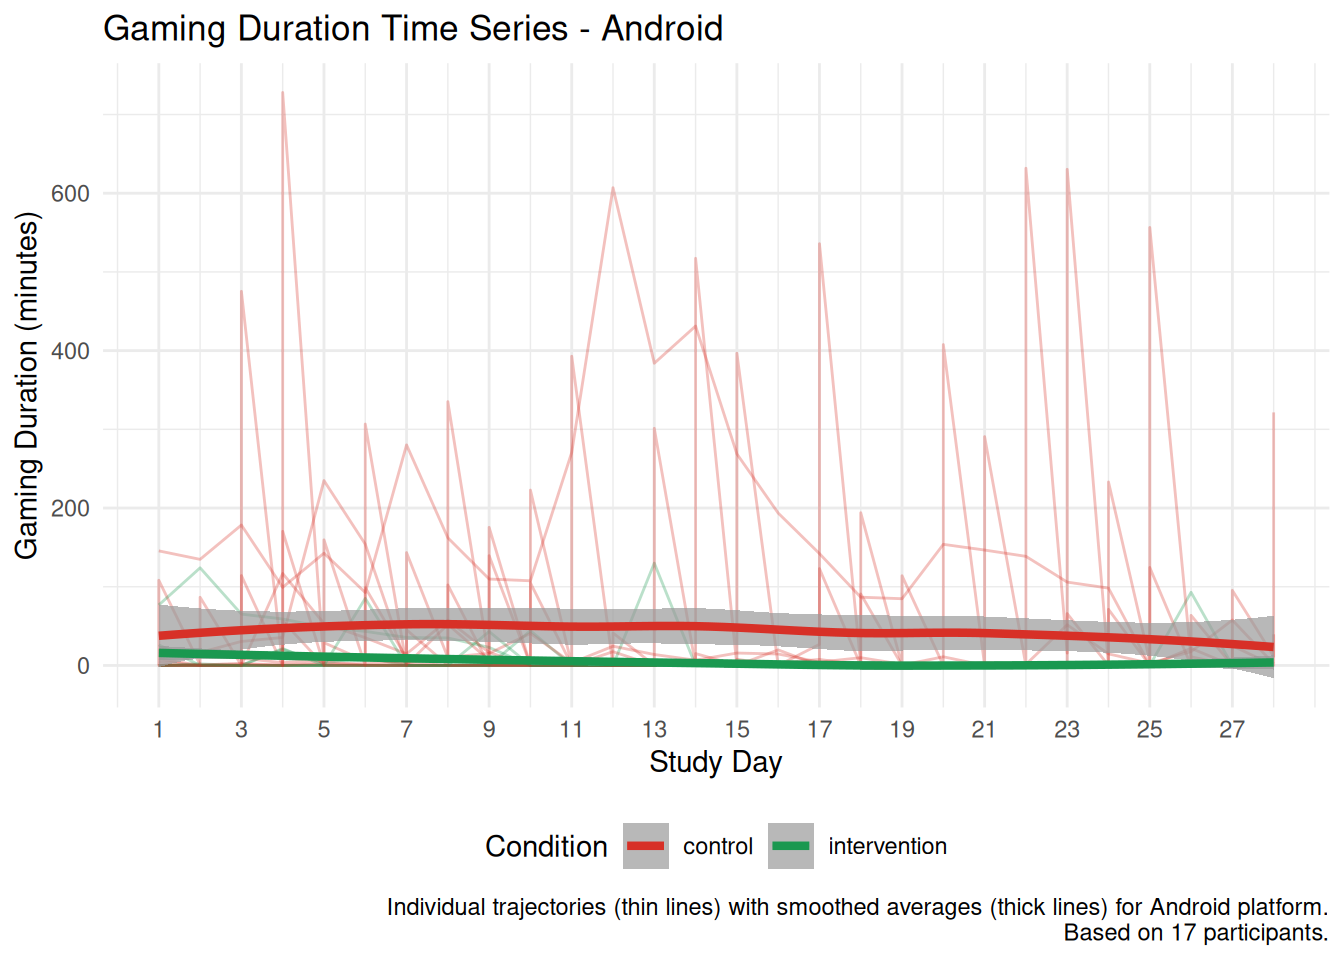 Gaming Duration Time Series - Android
Gaming Duration (minutes)
600
400
200
0
1 3 5 7 9 11 13 15 17 19 21 23 25 27
Study Day
Condition control intervention
Individual trajectories (thin lines) with smoothed averages (thick lines) for Android platform.
Based on 17 participants.